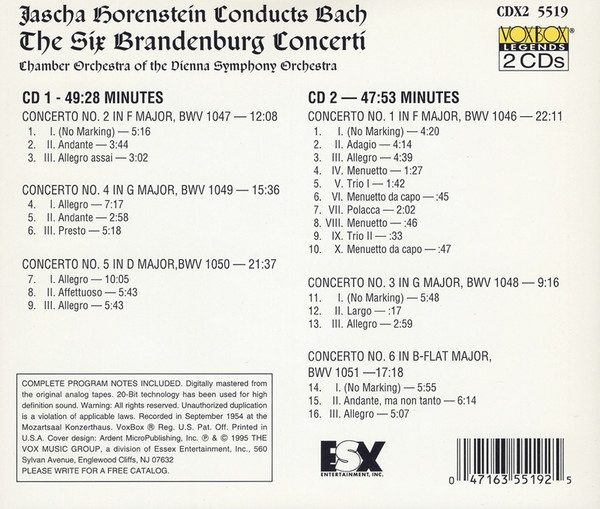 Jascha Horenstein Conducts Bach
The Six Brandenburg Concerti
Chamber Orchestra of the Vienna Symphony Orchestra
CDX2 5519
VOXBOX
LEGENDS
2 CDs
CD 1 - 49:28 MINUTES
CONCERTO NO. 2 IN F MAJOR, BWV 1047 — 12:08
1. I. (No Marking) — 5:16
2. II. Andante — 3:44
3. III. Allegro assai — 3:02
CONCERTO NO. 4 IN G MAJOR, BWV 1049 — 15:36
4. I. Allegro — 7:17
5. II. Andante — 2:58
6. III. Presto — 5:18
CONCERTO NO. 5 IN D MAJOR,BWV 1050 — 21:37
7. I. Allegro — 10:05
8. II. Affettuoso — 5:43
9. III. Allegro — 5:43
CD 2 — 47:53 MINUTES
CONCERTO NO. 1 IN F MAJOR, BWV 1046 — 22:11
1. I. (No Marking) — 4:20
2. II. Adagio — 4:14
3. III. Allegro — 4:39
4. IV. Menuetto — 1:27
5. V. Trio I — 1:42
6. VI. Menuetto da capo — :45
7. VII. Polacca — 2:02
8. VIII. Menuetto — :46
9. IX. Trio II — :33
10. X. Menuetto da capo — :47
CONCERTO NO. 3 IN G MAJOR, BWV 1048 — 9:16
11. I. (No Marking) — 5:48
12. II. Largo — :17
13. III. Allegro — 2:59
CONCERTO NO. 6 IN B-FLAT MAJOR,
BWV 1051 —17:18
14. I. (No Marking) — 5:55
15. II. Andante, ma non tanto — 6:14
16. III. Allegro — 5:07
COMPLETE PROGRAM NOTES INCLUDED. Digitally mastered from
the original analog tapes. 20-Bit technology has been used for high
definition sound. Warning: All rights reserved. Unauthorized duplication
is a violation of applicable laws. Recorded in September 1954 at the
Mozartsaal Konzerthaus. VoxBox ® Reg. U.S. Pat. Off. Printed in
U.S.A. Cover design: Ardent MicroPublishing, Inc. ℗ & © 1995 THE
VOX MUSIC GROUP, a division of Essex Entertainment, Inc., 560
Sylvan Avenue, Englewood Cliffs, NJ 07632
PLEASE WRITE FOR A FREE CATALOG.
ESX
ENTERTAINMENT, INC.
0 47163 55192 5